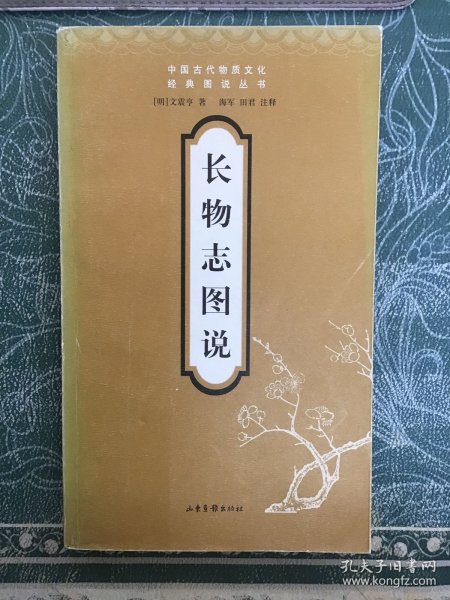 中国古代物质文化
经典图说丛书
[明]文震亨 著 海军 田君 注释
长物志图说
山东画报出版社
孔夫子旧书网
www.kongfz.com